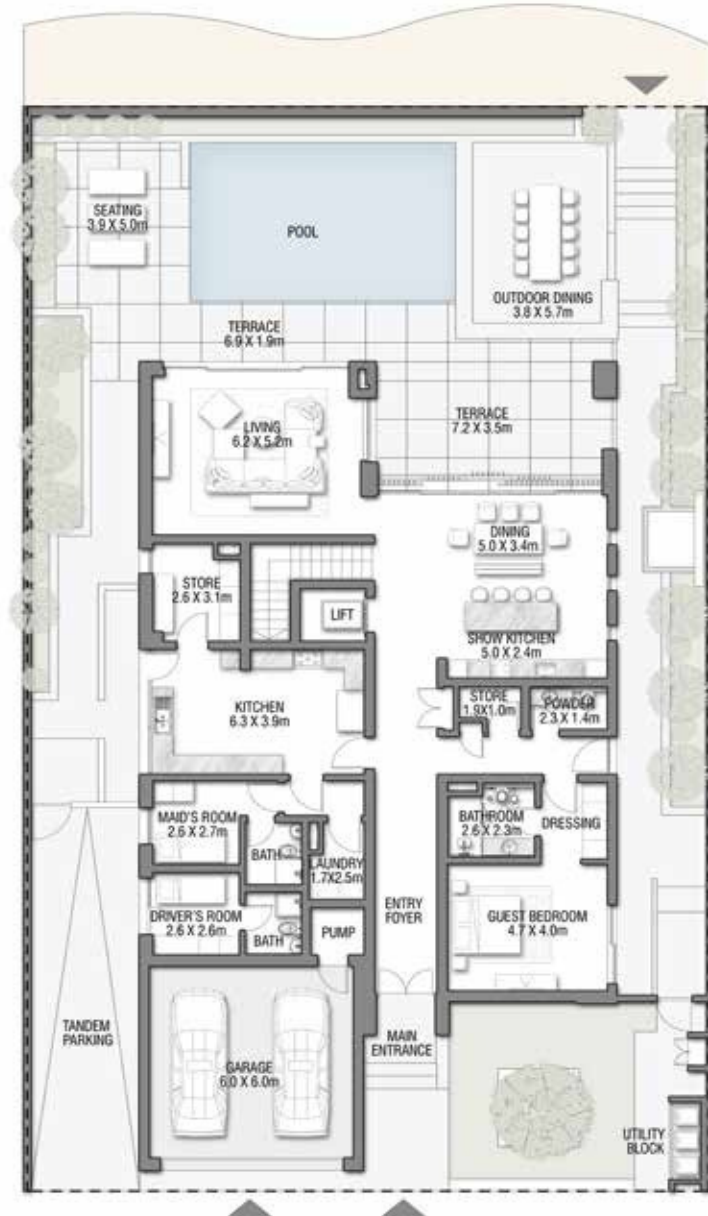 SEATING
3.9 X 5.0m
POOL
OUTDOOR DINING
3.8 X 5.7m
TERRACE
6.9 X 1.9m
LIVING
6.2 X 5.2m
TERRACE
7.2 X 3.5m
DINING
5.0 X 3.4m
STORE
2.6 X 3.1m
LIFT
SHOW KITCHEN
5.0 X 2.4m
KITCHEN
6.3 X 3.9m
STORE
1.9X1.0m
POWDER
2.3 X 1.4m
MAID'S ROOM
2.6 X 2.7m
BATH
LAUNDRY
1.7X2.5m
BATHROOM
2.6 X 2.3m
DRESSING
DRIVER'S ROOM
2.6 X 2.6m
BATH
PUMP
ENTRY
FOYER
GUEST BEDROOM
4.7 X 4.0m
TANDEM
PARKING
GARAGE
6.0 X 6.0m
MAIN
ENTRANCE
UTILITY
BLOCK